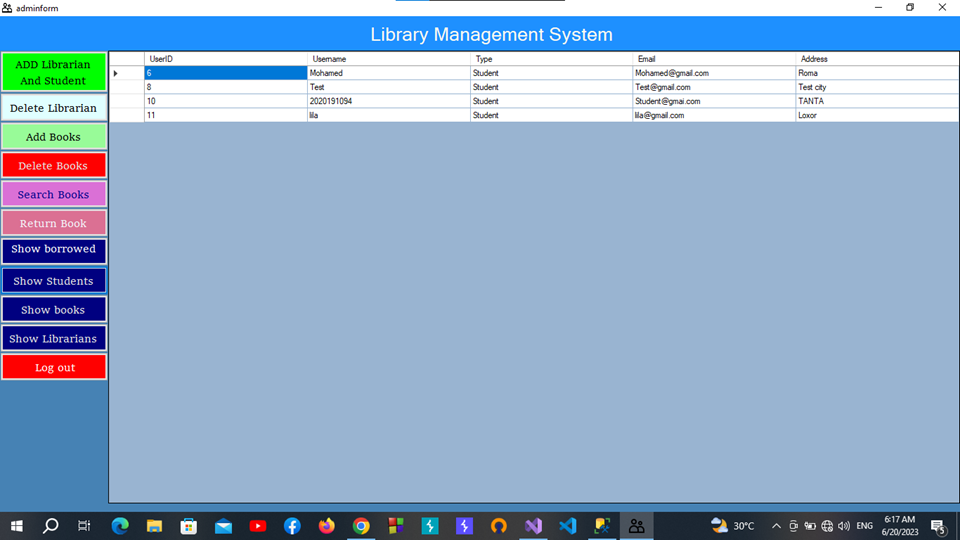 adminform
Library Management System
ADD Librarian
And Student
Delete Librarian
Add Books
Delete Books
Search Books
Return Book
Show borrowed
Show Students
Show books
Show Librarians
Log out
UserID Username Type Email Address
6 Mohamed Student Mohamed@gmail.com Roma
8 Test Student Test@gmail.com Test city
10 2020191094 Student Student@gmai.com TANTA
11 lila Student lila@gmail.com Loxor
30°C ENG 6:17 AM
6/20/2023
5